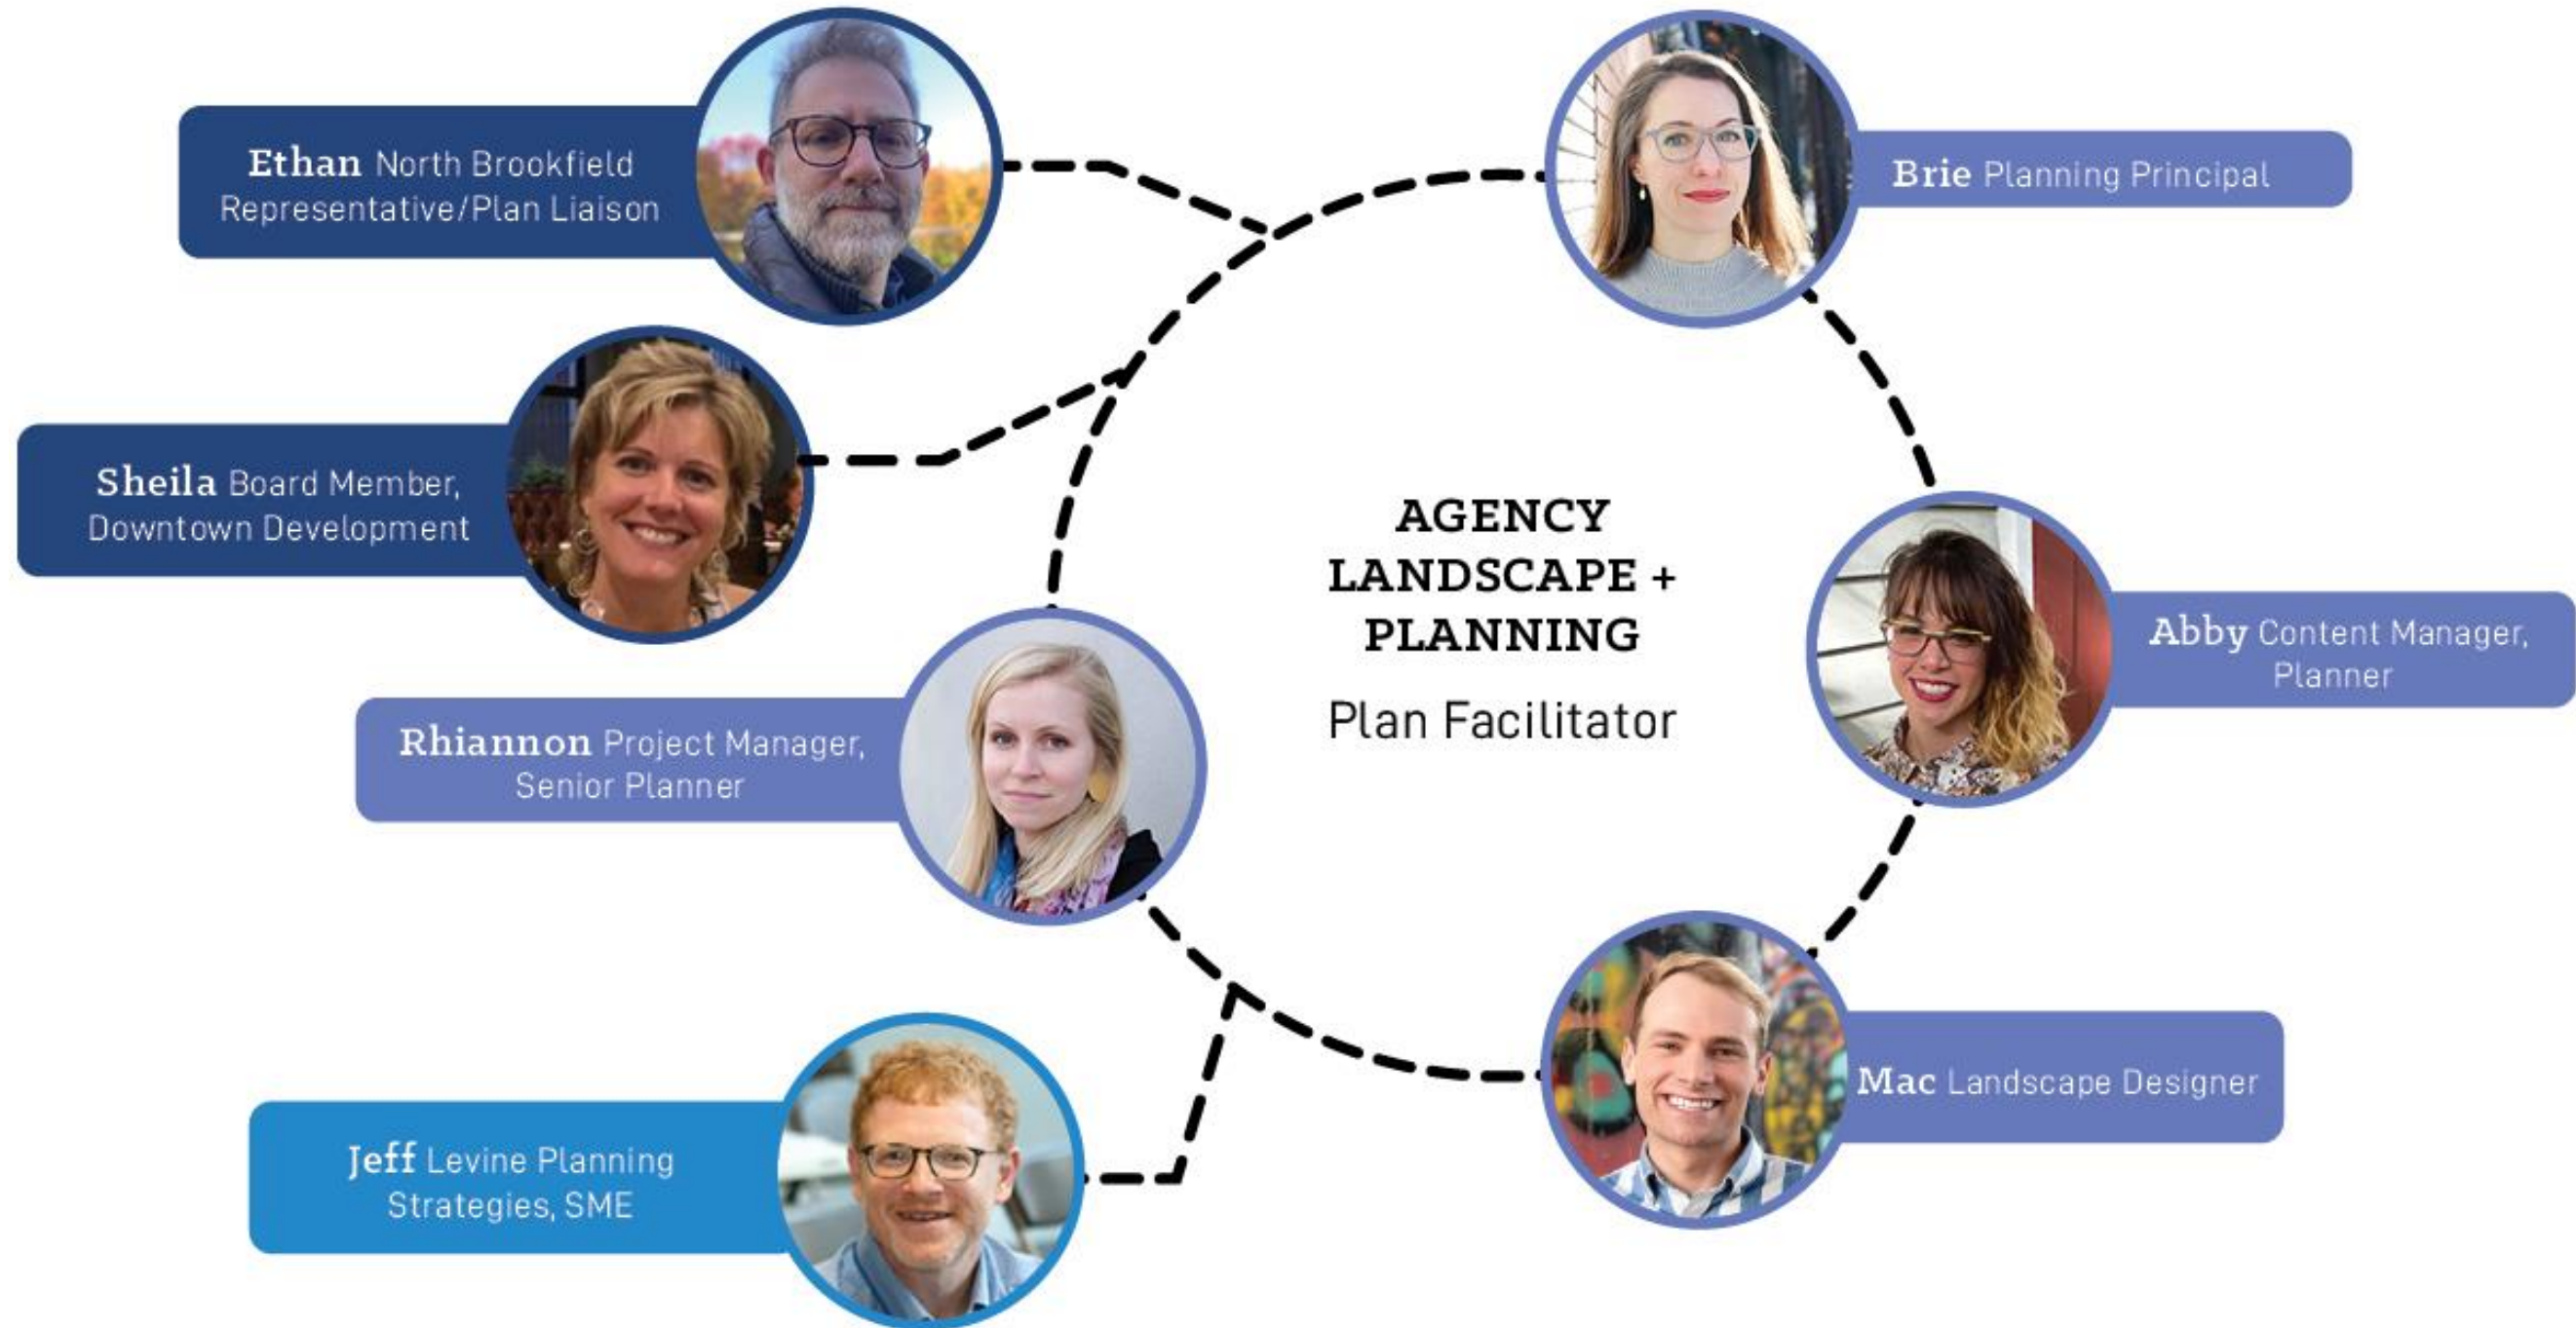 Ethan North Brookfield
Representative/Plan Liaison
Brie Planning Principal
Sheila Board Member,
Downtown Development
AGENCY
LANDSCAPE +
PLANNING
Plan Facilitator
Abby Content Manager,
Planner
Rhiannon Project Manager,
Senior Planner
Mac Landscape Designer
Jeff Levine Planning
Strategies, SME